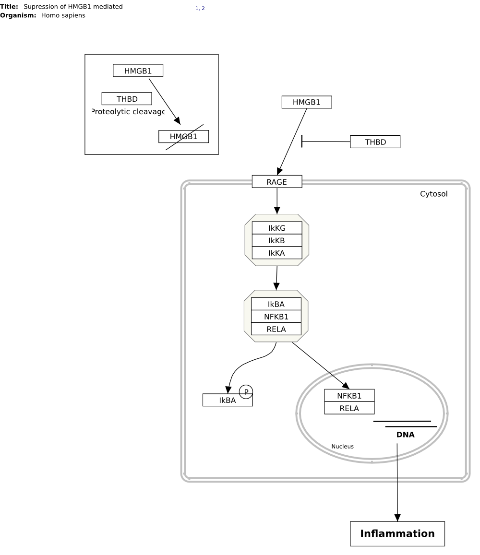 Title: Supression of HMGB1 mediated
1, 2
Organism: Homo sapiens
HMGB1
THBD
Proteolytic cleavage
HMGB1
HMGB1
THBD
RAGE
Cytosol
IkKG
IkKB
IkKA
IkBA
NFKB1
RELA
P
IkBA
NFKB1
RELA
DNA
Nucleus
Inflammation